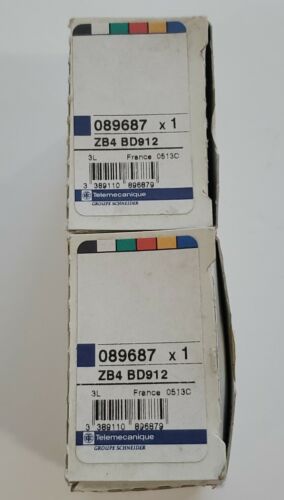 089687 x 1
ZB4 BD912
3L France 0513C
3 389110 896879
Telemecanique
GROUPE SCHNEIDER
089687 x 1
ZB4 BD912
3L France 0513C
3 389110 896879
Telemecanique
GROUPE SCHNEIDER